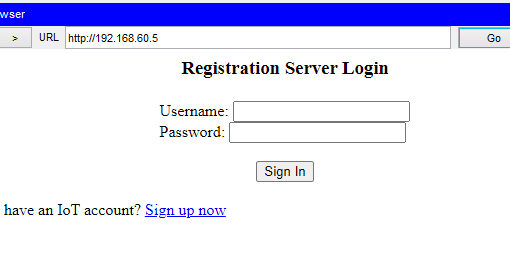 wser
> URL http://192.168.60.5 Go
Registration Server Login
Username:
Password:
Sign In
have an IoT account? Sign up now